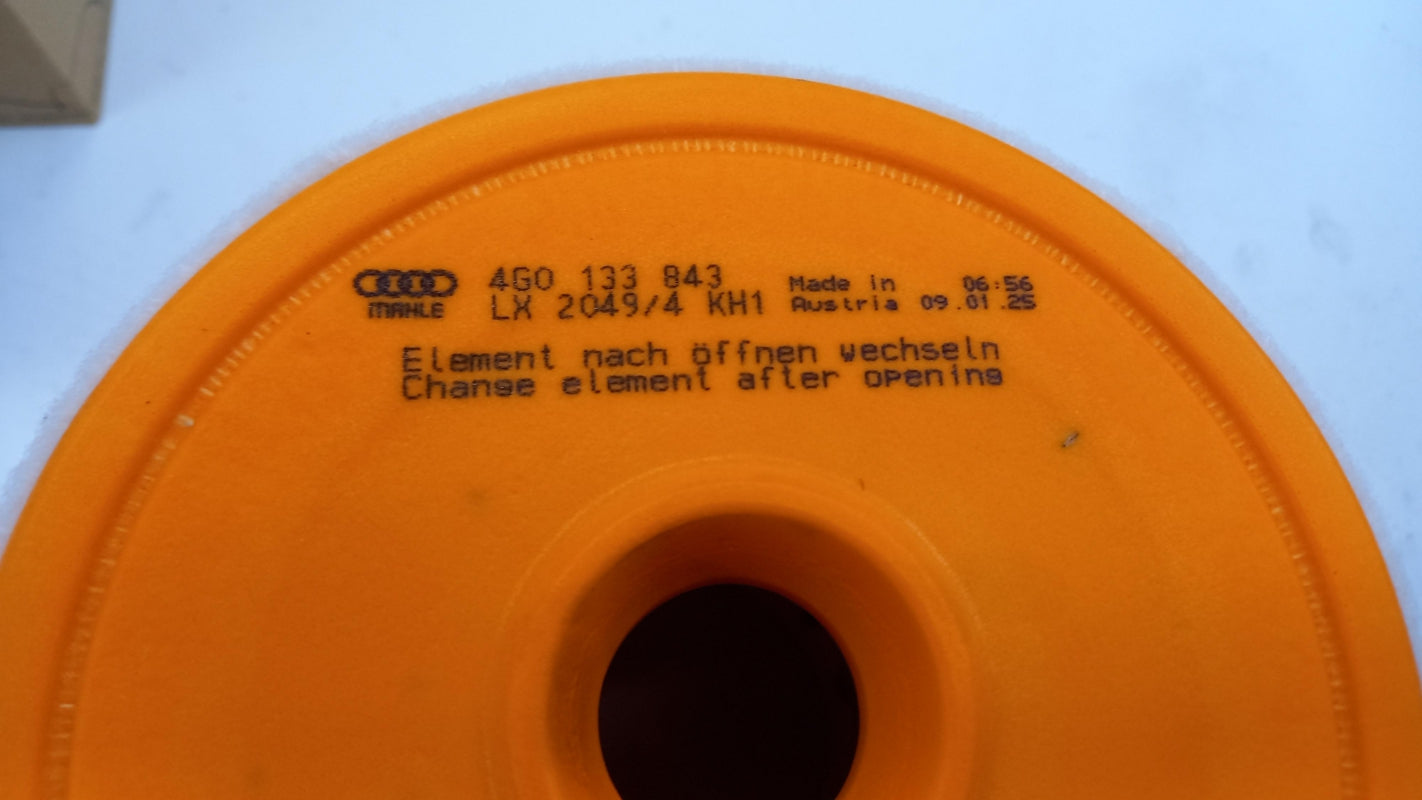 4G0 133 843 Made in 06:56
MAHLE LX 2049/4 KH1 Austria 09.01.25
Element nach öffnen wechseln
Change element after opening